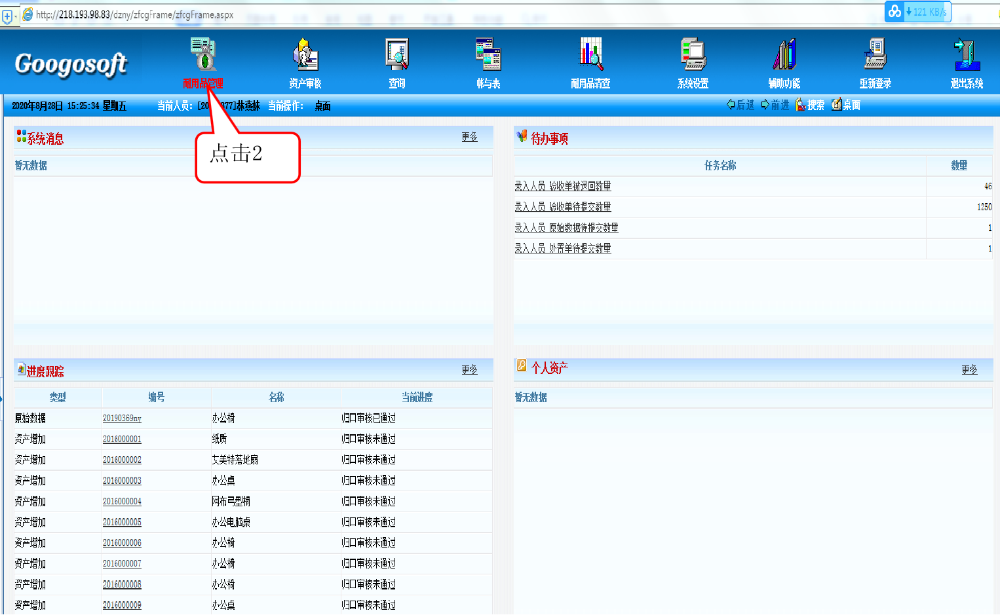 http://218.193.98.83/dzny/zfcgFrame/zfcgFrame.aspx
121 KB/s
Googosoft
耐用品管理 资产审核 查询 帐与表 耐用品清查 系统设置 辅助功能 重新登录 退出系统
2020年8月28日 15:25:34 星期五 当前人员：[20 877]林燕妹 当前操作： 桌面 后退 前进 搜索 桌面
点击2
系统消息 更多
暂无数据
待办事项
任务名称 数量
录入人员 验收单被退回数量 46
录入人员 验收单待提交数量 1250
录入人员 原始数据待提交数量 1
录入人员 处置单待提交数量 1
进度跟踪 更多
类型 编号 名称 当前进度
原始数据 20190369ny 办公椅 归口审核已通过
资产增加 2016000001 纸质 归口审核未通过
资产增加 2016000002 艾美特落地扇 归口审核未通过
资产增加 2016000003 办公桌 归口审核未通过
资产增加 2016000004 网布弓型椅 归口审核未通过
资产增加 2016000005 办公电脑桌 归口审核未通过
资产增加 2016000006 办公椅 归口审核未通过
资产增加 2016000007 办公椅 归口审核未通过
资产增加 2016000008 办公椅 归口审核未通过
资产增加 2016000009 办公桌 归口审核未通过
个人资产 更多
暂无数据